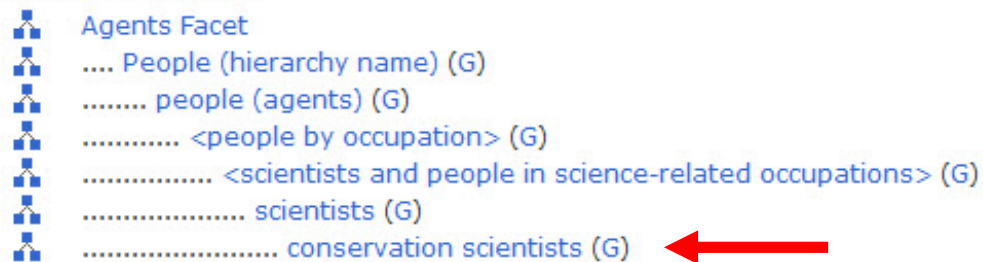 Agents Facet
.... People (hierarchy name) (G)
........ people (agents) (G)
............ <people by occupation> (G)
................ <scientists and people in science-related occupations> (G)
.................... scientists (G)
........................ conservation scientists (G)